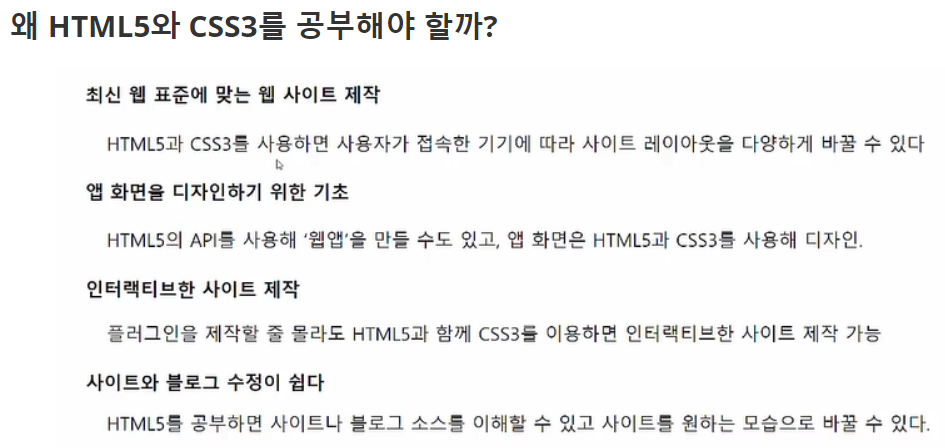 왜 HTML5와 CSS3를 공부해야 할까?
최신 웹 표준에 맞는 웹 사이트 제작
HTML5과 CSS3를 사용하면 사용자가 접속한 기기에 따라 사이트 레이아웃을 다양하게 바꿀 수 있다
앱 화면을 디자인하기 위한 기초
HTML5의 API를 사용해 ‘웹앱’을 만들 수도 있고, 앱 화면은 HTML5과 CSS3를 사용해 디자인.
인터랙티브한 사이트 제작
플러그인을 제작할 줄 몰라도 HTML5과 함께 CSS3를 이용하면 인터랙티브한 사이트 제작 가능
사이트와 블로그 수정이 쉽다
HTML5를 공부하면 사이트나 블로그 소스를 이해할 수 있고 사이트를 원하는 모습으로 바꿀 수 있다.